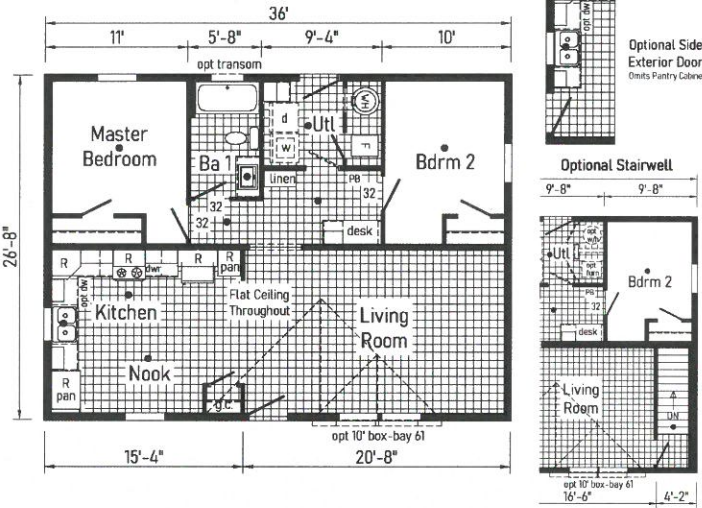 36'
11'
5'-8"
9'-4"
10'
opt transom
26'-8"
Master
Bedroom
Ba 1
d
w
Utl
WH
F
Bdrm 2
linen
PB
32
32
32
desk
R
R
dwr
R
R
pan
opt dw
Kitchen
Flat Ceiling
Throughout
Living
Room
Nook
R
pan
g.c.
opt 10' box-bay 61
15'-4"
20'-8"
opt dw
Optional Side
Exterior Door
Omits Pantry Cabine
Optional Stairwell
9'-8"
9'-8"
Utl
opt
w/h
opt
furn
Bdrm 2
PB
32
desk
Living
Room
DN
opt 10' box-bay 61
16'-6"
4'-2"